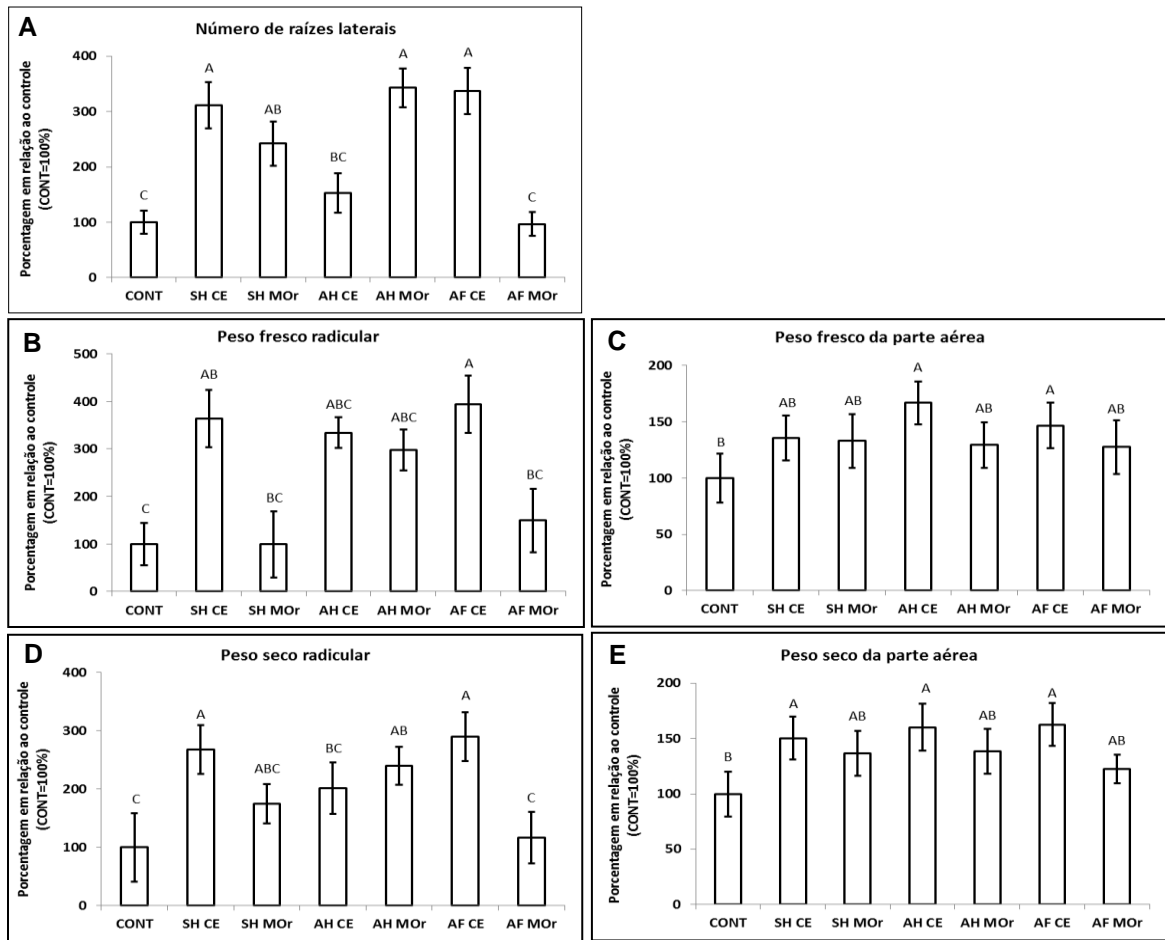 A
Número de raízes laterais
Porcentagem em relação ao controle
(CONT=100%)
400
300
200
100
0
C
A
AB
BC
A
A
C
CONT SH CE SH MOr AH CE AH MOr AF CE AF MOr
B
Peso fresco radicular
Porcentagem em relação ao controle
(CONT=100%)
500
400
300
200
100
0
C
AB
BC
ABC
ABC
A
BC
CONT SH CE SH MOr AH CE AH MOr AF CE AF MOr
C
Peso fresco da parte aérea
Porcentagem em relação ao controle
(CONT=100%)
200
150
100
50
0
B
AB
AB
A
AB
A
AB
CONT SH CE SH MOr AH CE AH MOr AF CE AF MOr
D
Peso seco radicular
Porcentagem em relação ao controle
(CONT=100%)
400
300
200
100
0
C
A
ABC
BC
AB
A
C
CONT SH CE SH MOr AH CE AH MOr AF CE AF MOr
E
Peso seco da parte aérea
Porcentagem em relação ao controle
(CONT=100%)
200
150
100
50
0
B
A
AB
A
AB
A
AB
CONT SH CE SH MOr AH CE AH MOr AF CE AF MOr